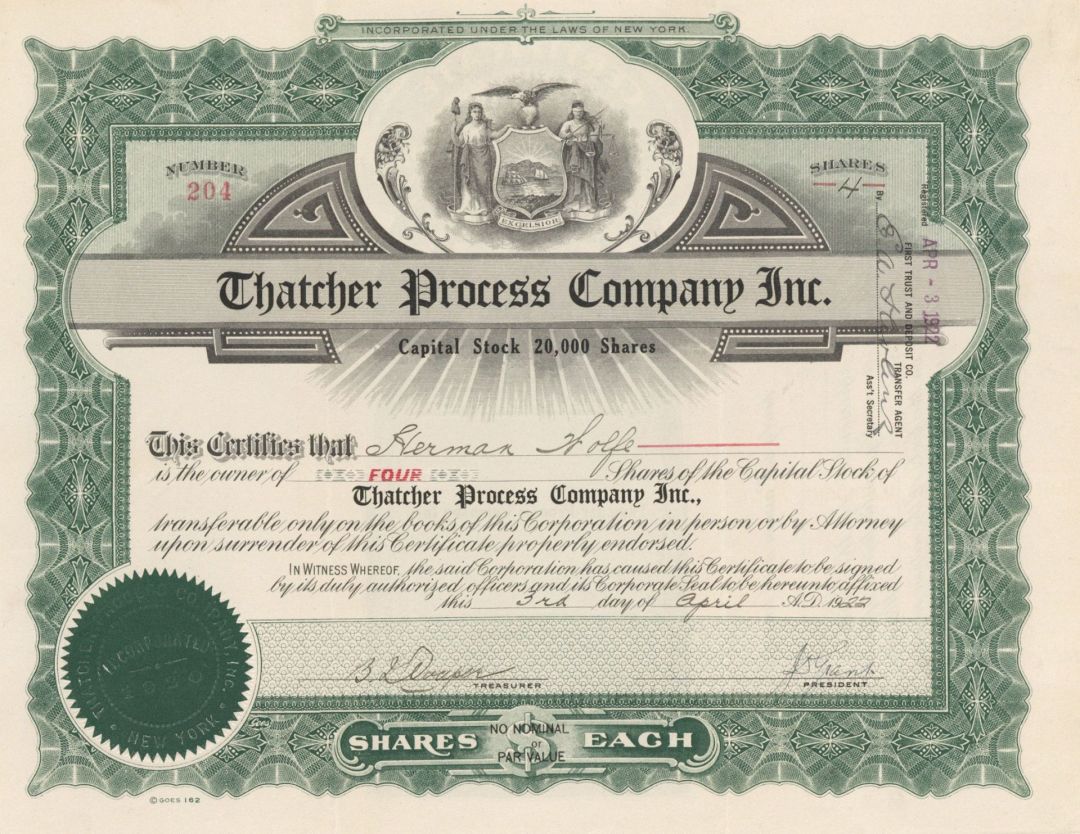 INCORPORATED UNDER THE LAWS OF NEW YORK.
EXCELSIOR
NUMBER
204
SHARES
4
Registered APR - 3 1922
FIRST TRUST AND DEPOSIT CO.
TRANSFER AGENT
By
Ass't Secretary
Thatcher Process Company Inc.
Capital Stock 20,000 Shares
This Certifies that Herman Wolfe
is the owner of FOUR Shares of the Capital Stock of
Thatcher Process Company Inc.,
transferable only on the books of this Corporation in person or by Attorney
upon surrender of this Certificate properly endorsed.
IN WITNESS WHEREOF, the said Corporation has caused this Certificate to be signed
by its duly authorized officers and its Corporate Seal to be hereunto affixed
this 3rd day of April A.D. 1922
THATCHER PROCESS COMPANY, INC.
INCORPORATED
NEW YORK
TREASURER
PRESIDENT
SHARES $ EACH
NO NOMINAL
or
PAR VALUE
Goes
© GOES 162